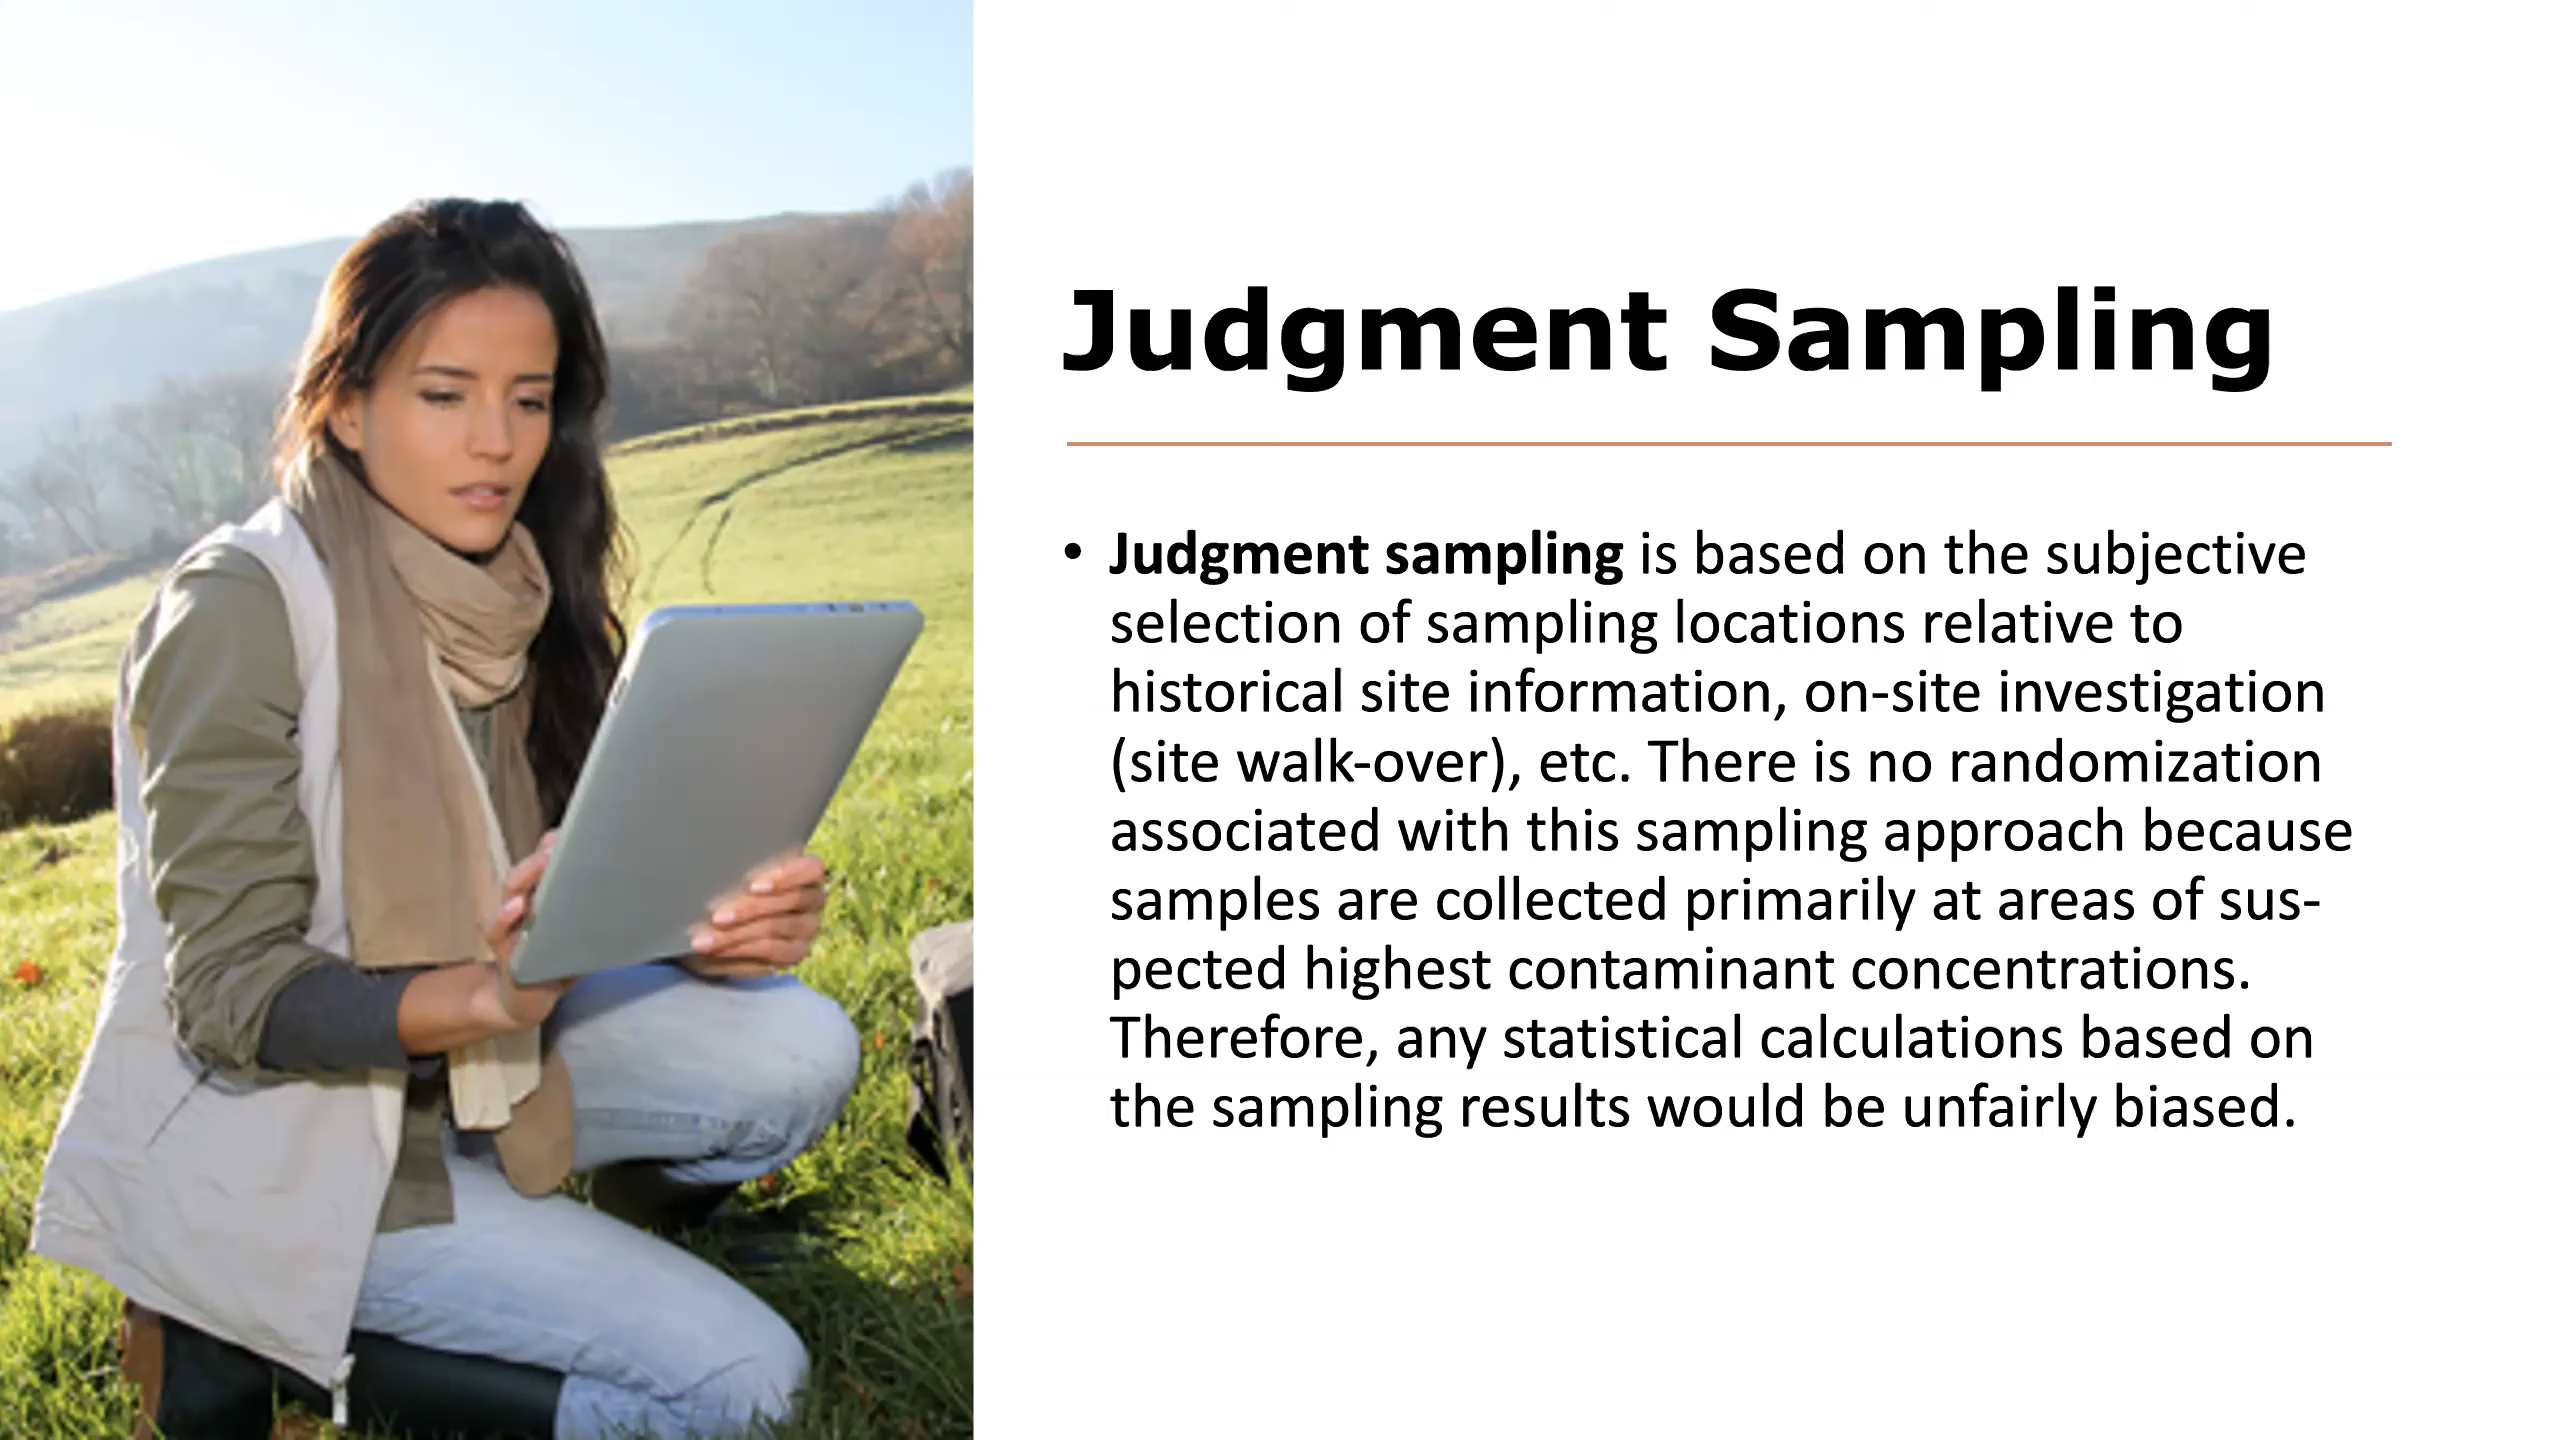 Judgment Sampling
• Judgment sampling is based on the subjective
selection of sampling locations relative to
historical site information, on-site investigation
(site walk-over), etc. There is no randomization
associated with this sampling approach because
samples are collected primarily at areas of sus-
pected highest contaminant concentrations.
Therefore, any statistical calculations based on
the sampling results would be unfairly biased.